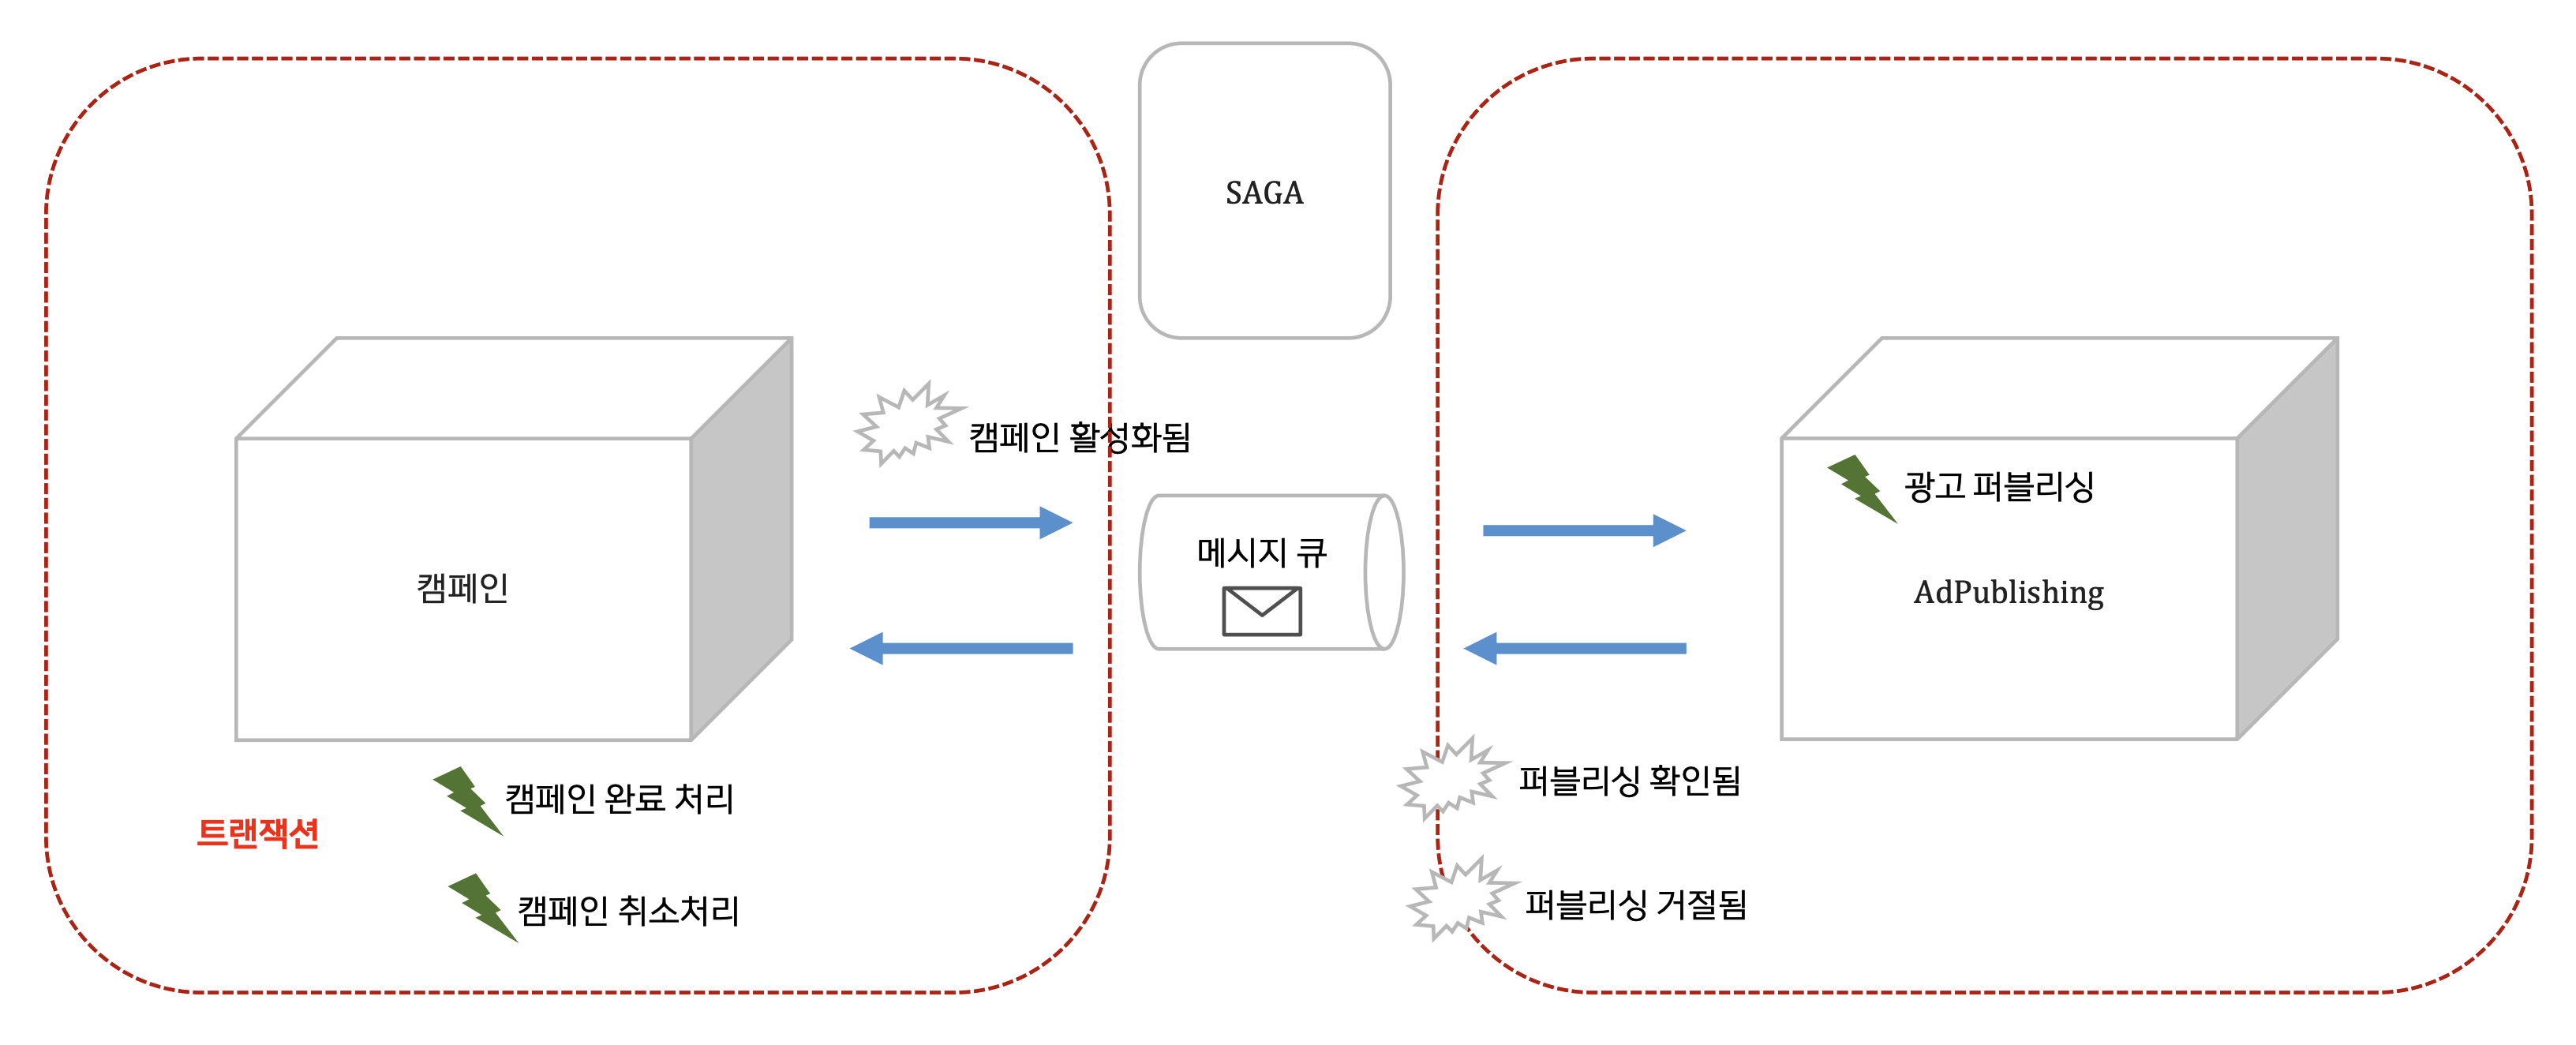 SAGA
캠페인 활성화됨
광고 퍼블리싱
메시지 큐
캠페인
AdPublishing
퍼블리싱 확인됨
캠페인 완료 처리
트랜잭션
퍼블리싱 거절됨
캠페인 취소처리